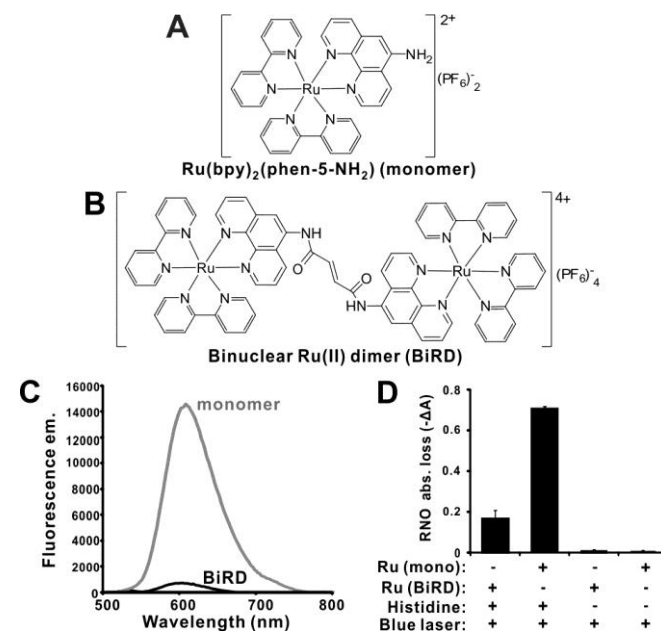 A
2+
N
N
NH₂
N
Ru
(PF₆)⁻₂
N
N
N
Ru(bpy)₂(phen-5-NH₂) (monomer)
B
4+
N
N
NH
N
N
Ru
O
N
Ru
N
(PF₆)⁻₄
N
N
O
N
N
N
HN
N
Binuclear Ru(II) dimer (BiRD)
C
D
16000
14000
12000
10000
8000
6000
4000
2000
0
Fluorescence em.
monomer
BiRD
500 600 700 800
Wavelength (nm)
0.8
0.6
0.4
0.2
0
RNO abs. loss (-ΔA)
Ru (mono): - + - +
Ru (BiRD): + - + -
Histidine: + + - -
Blue laser: + + + +